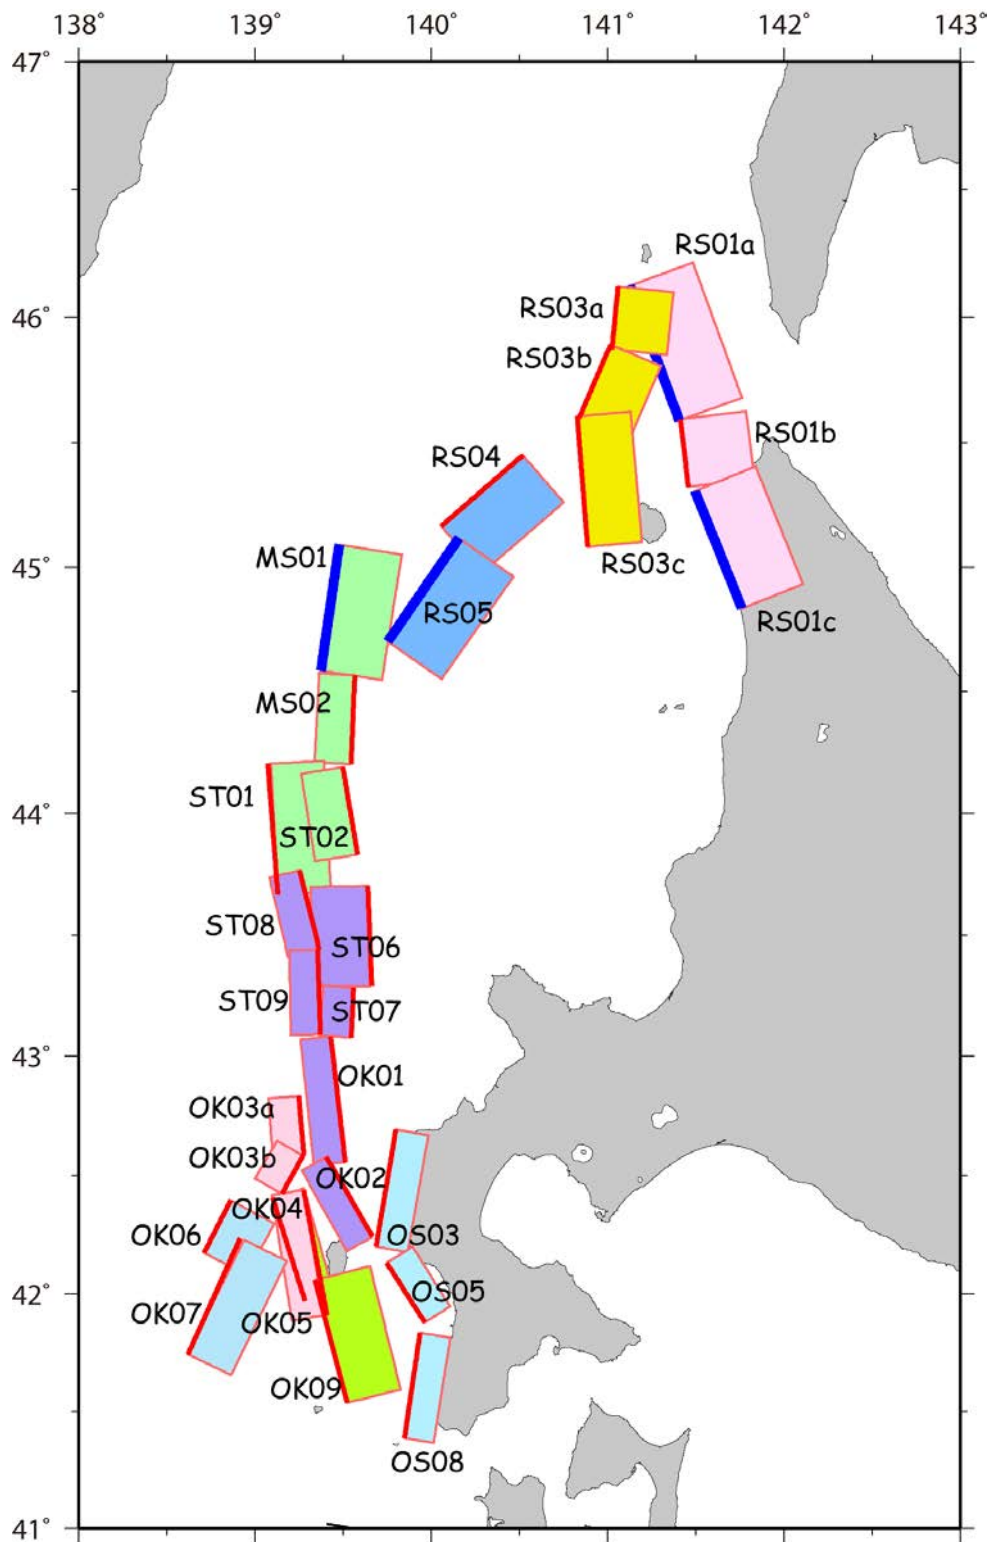 138° 139° 140° 141° 142° 143°
47°
RS01a
46°
RS03a
RS03b
RS01b
RS04
45°
MS01
RS03c
RS05
RS01c
MS02
ST01
44°
ST02
ST08
ST06
ST09
ST07
43°
OK01
OK03a
OK03b
OK02
OK04
OK06
OS03
42°
OS05
OK07
OK05
OK09
OS08
41°